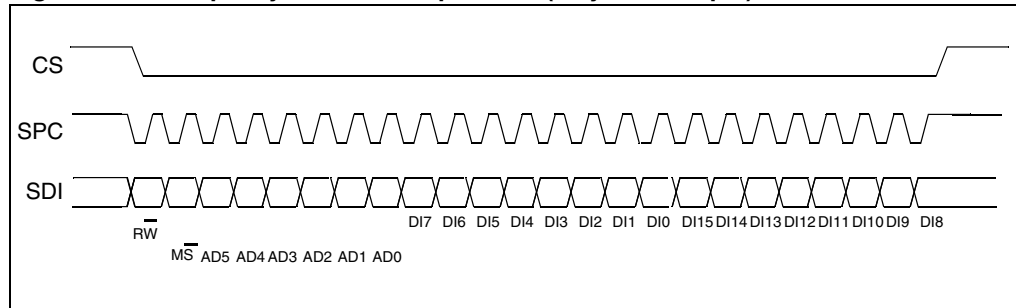 CS
SPC
SDI
DI7 DI6 DI5 DI4 DI3 DI2 DI1 DI0 DI15 DI14 DI13 DI12 DI11 DI10 DI9 DI8
RW
MS AD5 AD4 AD3 AD2 AD1 AD0